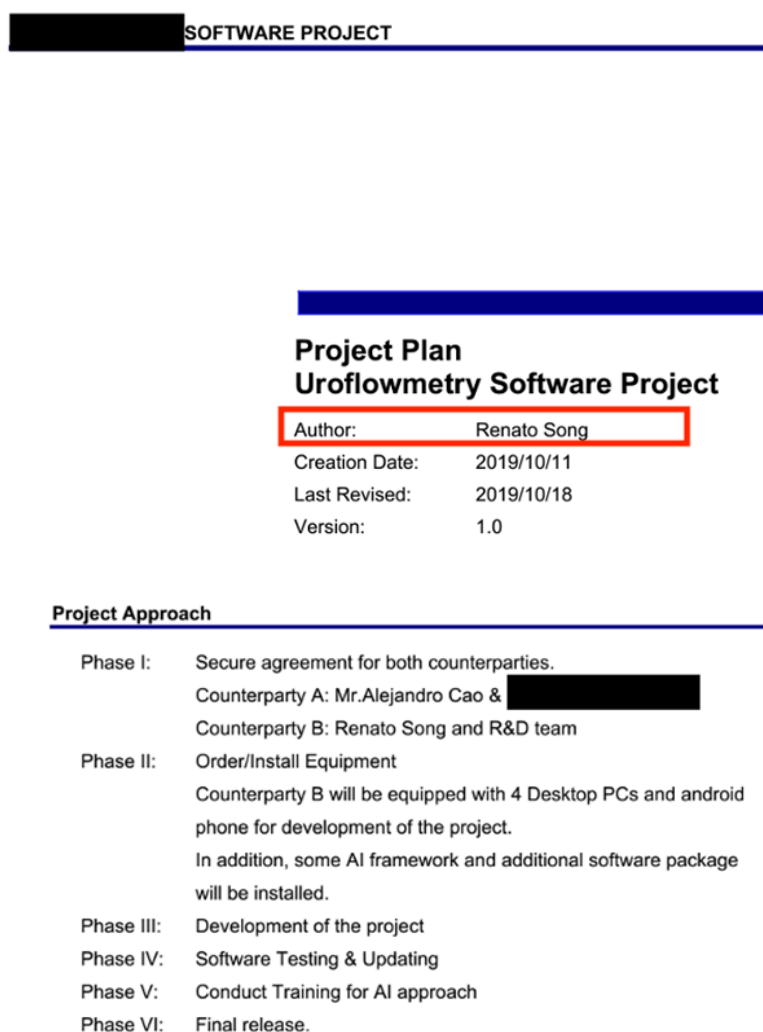 SOFTWARE PROJECT
Project Plan
Uroflowmetry Software Project
Author: Renato Song
Creation Date: 2019/10/11
Last Revised: 2019/10/18
Version: 1.0
Project Approach
Phase I: Secure agreement for both counterparties.
Counterparty A: Mr.Alejandro Cao &
Counterparty B: Renato Song and R&D team
Phase II: Order/Install Equipment
Counterparty B will be equipped with 4 Desktop PCs and android
phone for development of the project.
In addition, some AI framework and additional software package
will be installed.
Phase III: Development of the project
Phase IV: Software Testing & Updating
Phase V: Conduct Training for AI approach
Phase VI: Final release.